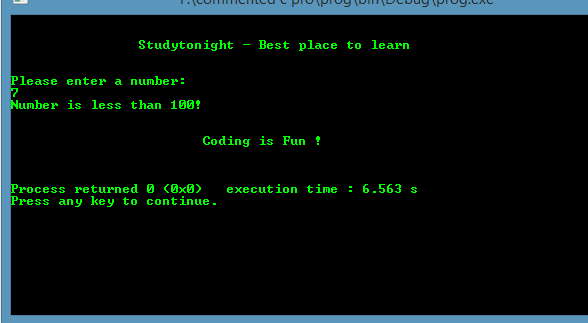 \commented c pro\prog\bin\Debug\prog.exe
Studytonight - Best place to learn
Please enter a number:
7
Number is less than 100!
Coding is Fun !
Process returned 0 (0x0)   execution time : 6.563 s
Press any key to continue.